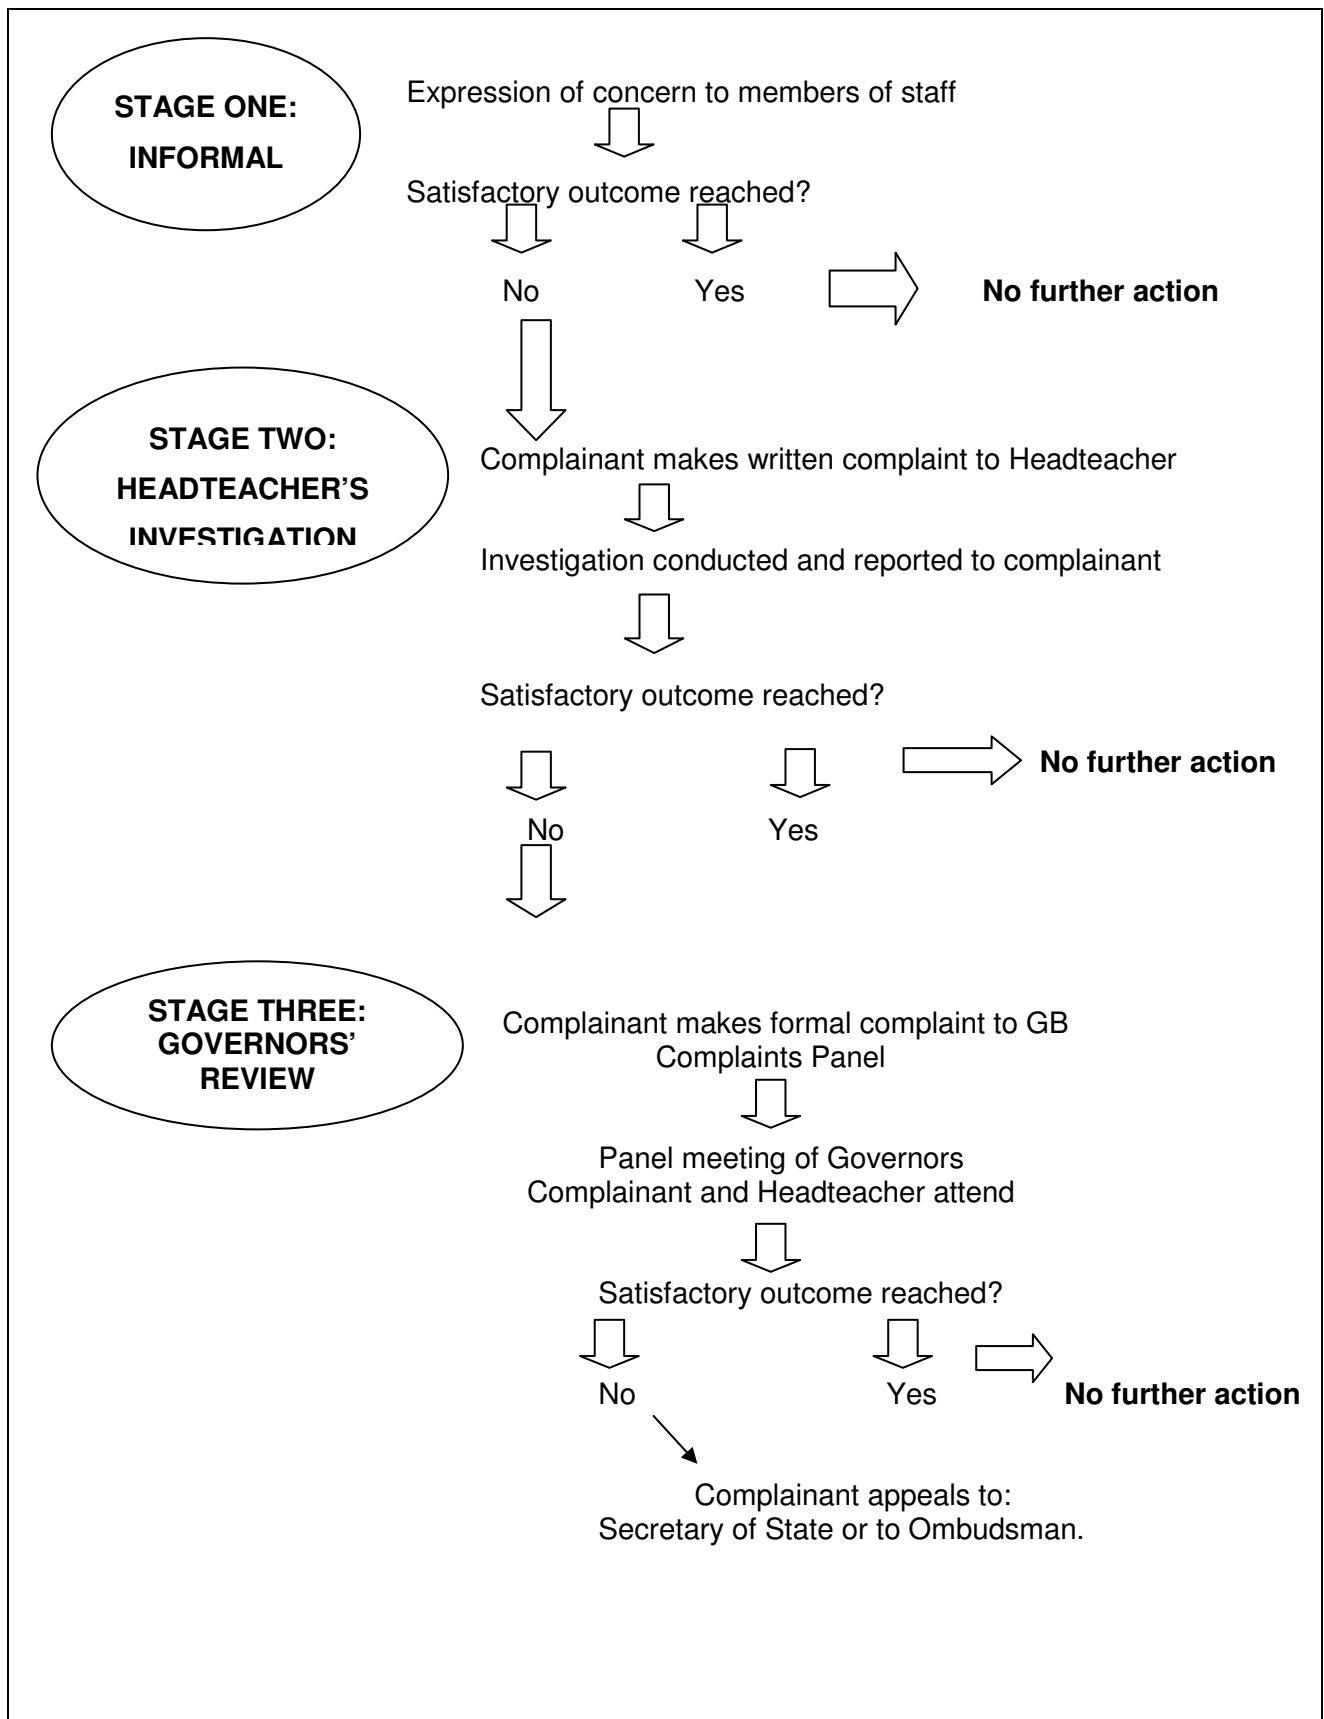 STAGE ONE:
INFORMAL
Expression of concern to members of staff
Satisfactory outcome reached?
No
Yes
No further action
STAGE TWO:
HEADTEACHER'S
INVESTIGATION
Complainant makes written complaint to Headteacher
Investigation conducted and reported to complainant
Satisfactory outcome reached?
No further action
No
Yes
STAGE THREE:
GOVERNORS’
REVIEW
Complainant makes formal complaint to GB
Complaints Panel
Panel meeting of Governors
Complainant and Headteacher attend
Satisfactory outcome reached?
No
Yes
No further action
Complainant appeals to:
Secretary of State or to Ombudsman.